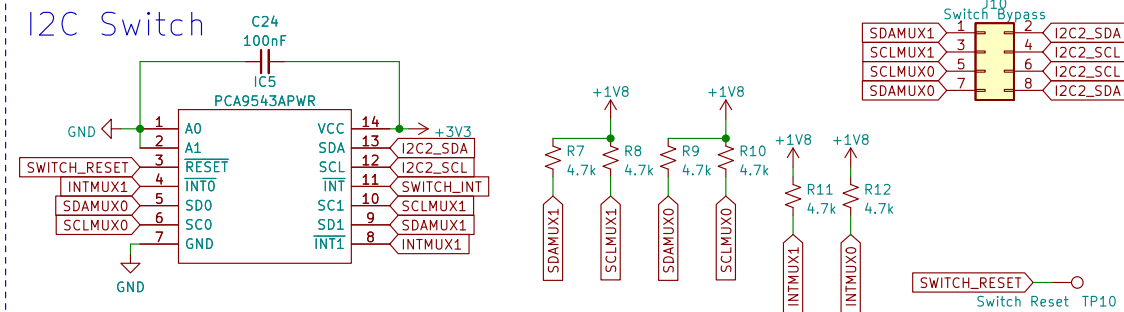 I2C Switch
C24
100nF
IC5
PCA9543APWR
GND
1 A0 VCC 14 +3V3
2 A1 SDA 13 I2C2_SDA
SWITCH_RESET 3 RESET SCL 12 I2C2_SCL
INTMUX1 4 INT0 INT 11 SWITCH_INT
SDAMUX0 5 SD0 SC1 10 SCLMUX1
SCLMUX0 6 SC0 SD1 9 SDAMUX1
7 GND INT1 8 INTMUX1
GND
+1V8
R7 4.7k
R8 4.7k
SDAMUX1
SCLMUX1
+1V8
R9 4.7k
R10 4.7k
SDAMUX0
SCLMUX0
+1V8
R11 4.7k
INTMUX1
+1V8
R12 4.7k
INTMUX0
J10
Switch Bypass
SDAMUX1 1 2 I2C2_SDA
SCLMUX1 3 4 I2C2_SCL
SCLMUX0 5 6 I2C2_SCL
SDAMUX0 7 8 I2C2_SDA
SWITCH_RESET
Switch Reset TP10